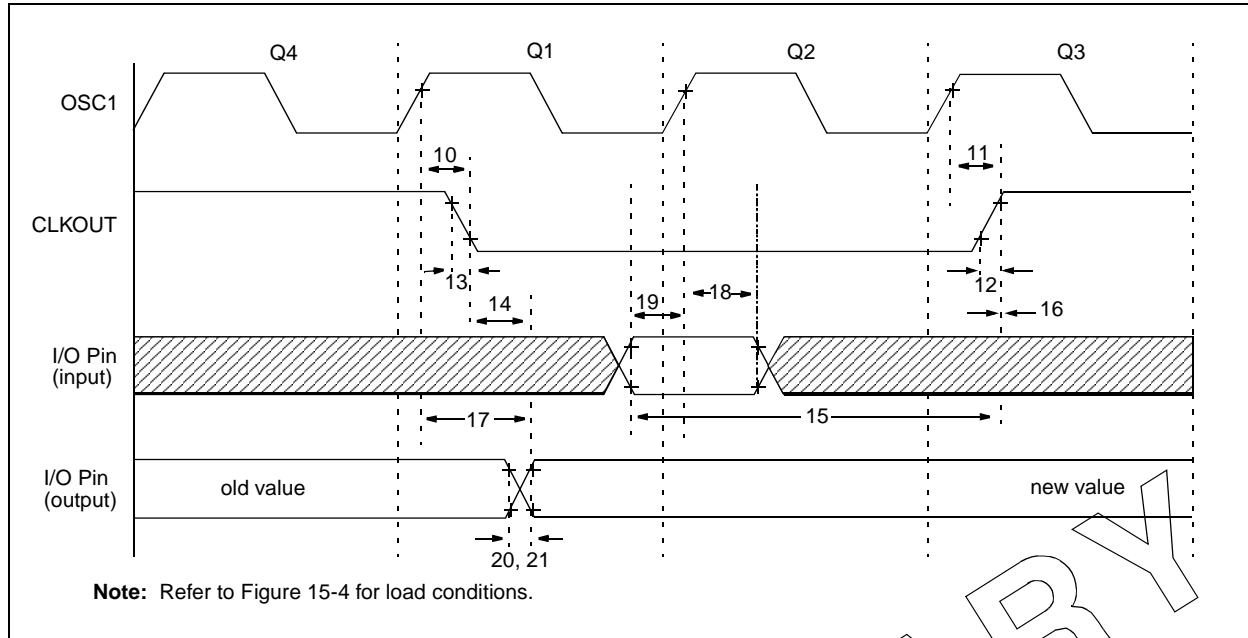 Q4 Q1 Q2 Q3
OSC1
10 11
CLKOUT
13 12
14 19 18 16
I/O Pin
(input)
17 15
I/O Pin
(output)
old value new value
20, 21
Note: Refer to Figure 15-4 for load conditions.
R Y